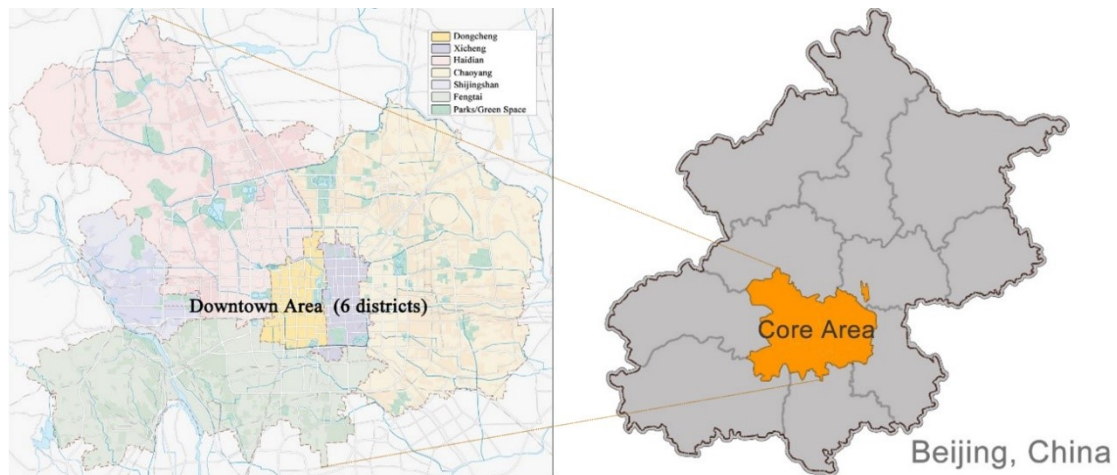 Dongcheng
Xicheng
Haidian
Chaoyang
Shijingshan
Fengtai
Parks/Green Space
Downtown Area (6 districts)
Core Area
Beijing, China